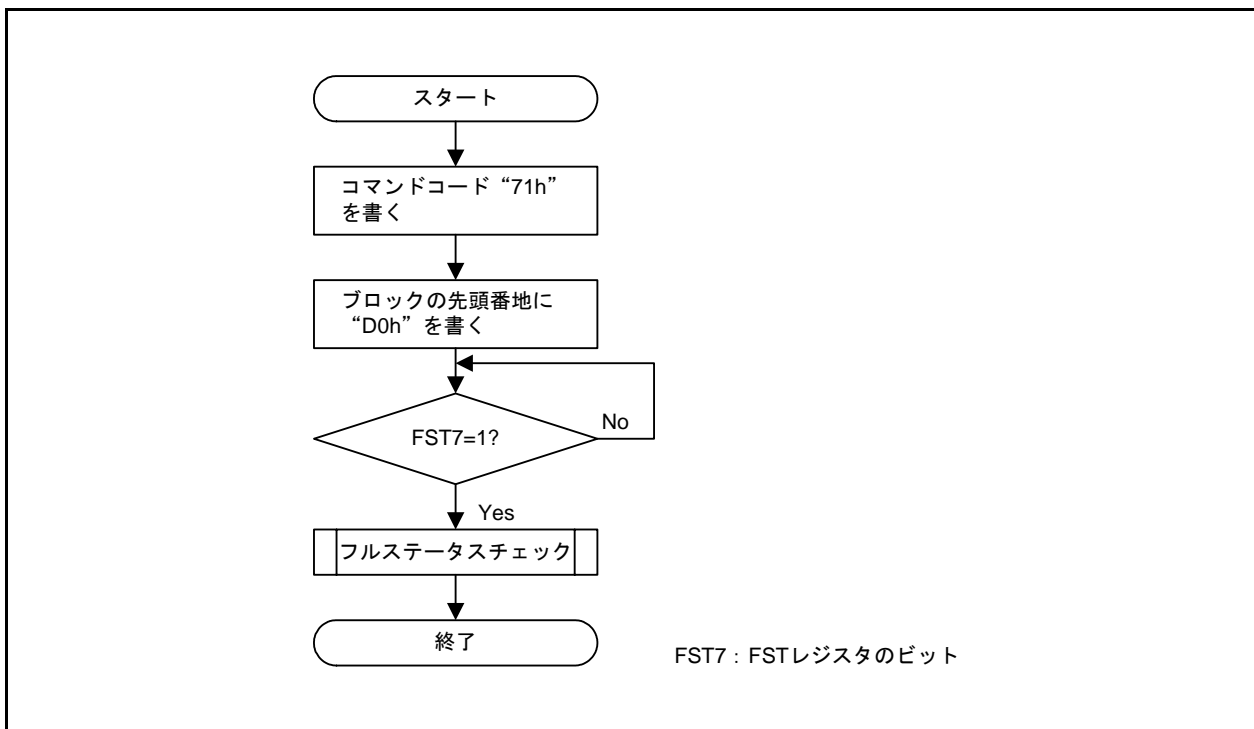 スタート
コマンドコード“71h”
を書く
ブロックの先頭番地に
“D0h”を書く
FST7=1?
No
Yes
フルステータスチェック
終了
FST7：FSTレジスタのビット